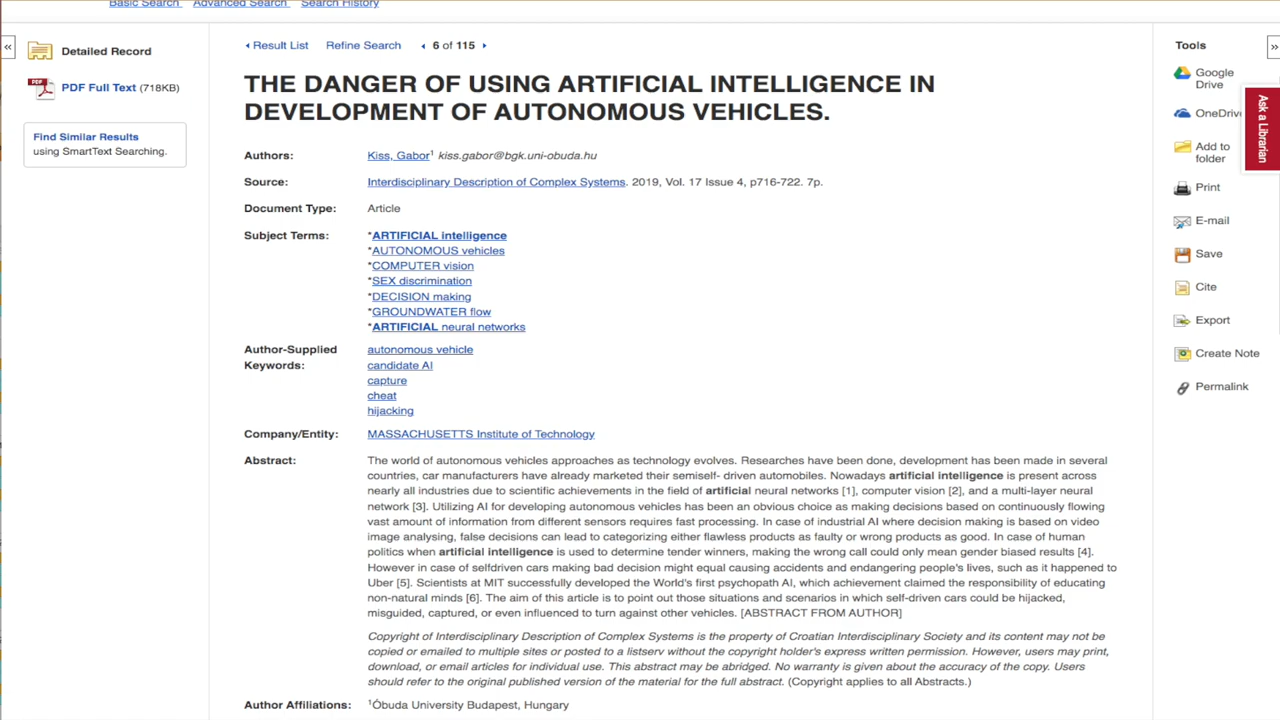 Basic Search Advanced Search Search History
« Detailed Record
PDF Full Text (718KB)
Find Similar Results
using SmartText Searching.
Result List Refine Search 6 of 115
THE DANGER OF USING ARTIFICIAL INTELLIGENCE IN
DEVELOPMENT OF AUTONOMOUS VEHICLES.
Authors: Kiss, Gabor1 kiss.gabor@bgk.uni-obuda.hu
Source: Interdisciplinary Description of Complex Systems. 2019, Vol. 17 Issue 4, p716-722. 7p.
Document Type: Article
Subject Terms: *ARTIFICIAL intelligence
*AUTONOMOUS vehicles
*COMPUTER vision
*SEX discrimination
*DECISION making
*GROUNDWATER flow
*ARTIFICIAL neural networks
Author-Supplied autonomous vehicle
Keywords: candidate AI
capture
cheat
hijacking
Company/Entity: MASSACHUSETTS Institute of Technology
Abstract: The world of autonomous vehicles approaches as technology evolves. Researches have been done, development has been made in several
countries, car manufacturers have already marketed their semiself- driven automobiles. Nowadays artificial intelligence is present across
nearly all industries due to scientific achievements in the field of artificial neural networks [1], computer vision [2], and a multi-layer neural
network [3]. Utilizing AI for developing autonomous vehicles has been an obvious choice as making decisions based on continuously flowing
vast amount of information from different sensors requires fast processing. In case of industrial AI where decision making is based on video
image analysing, false decisions can lead to categorizing either flawless products as faulty or wrong products as good. In case of human
politics when artificial intelligence is used to determine tender winners, making the wrong call could only mean gender biased results [4].
However in case of selfdriven cars making bad decision might equal causing accidents and endangering people's lives, such as it happened to
Uber [5]. Scientists at MIT successfully developed the World's first psychopath AI, which achievement claimed the responsibility of educating
non-natural minds [6]. The aim of this article is to point out those situations and scenarios in which self-driven cars could be hijacked,
misguided, captured, or even influenced to turn against other vehicles. [ABSTRACT FROM AUTHOR]
Copyright of Interdisciplinary Description of Complex Systems is the property of Croatian Interdisciplinary Society and its content may not be
copied or emailed to multiple sites or posted to a listserv without the copyright holder's express written permission. However, users may print,
download, or email articles for individual use. This abstract may be abridged. No warranty is given about the accuracy of the copy. Users
should refer to the original published version of the material for the full abstract. (Copyright applies to all Abstracts.)
Author Affiliations: 1Óbuda University Budapest, Hungary
Tools »
Google
Drive
OneDrive
Add to
folder
Print
E-mail
Save
Cite
Export
Create Note
Permalink
Ask a Librarian